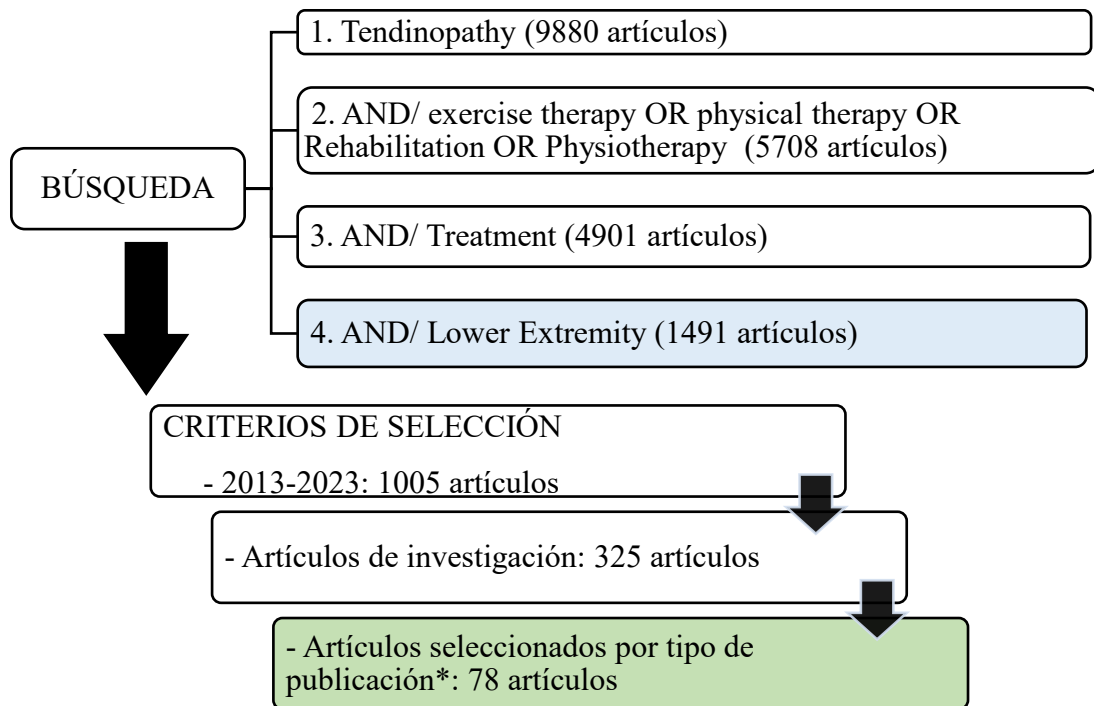 1. Tendinopathy (9880 artículos)
2. AND/ exercise therapy OR physical therapy OR
Rehabilitation OR Physiotherapy (5708 artículos)
BÚSQUEDA
3. AND/ Treatment (4901 artículos)
4. AND/ Lower Extremity (1491 artículos)
CRITERIOS DE SELECCIÓN
- 2013-2023: 1005 artículos
- Artículos de investigación: 325 artículos
- Artículos seleccionados por tipo de
publicación*: 78 artículos